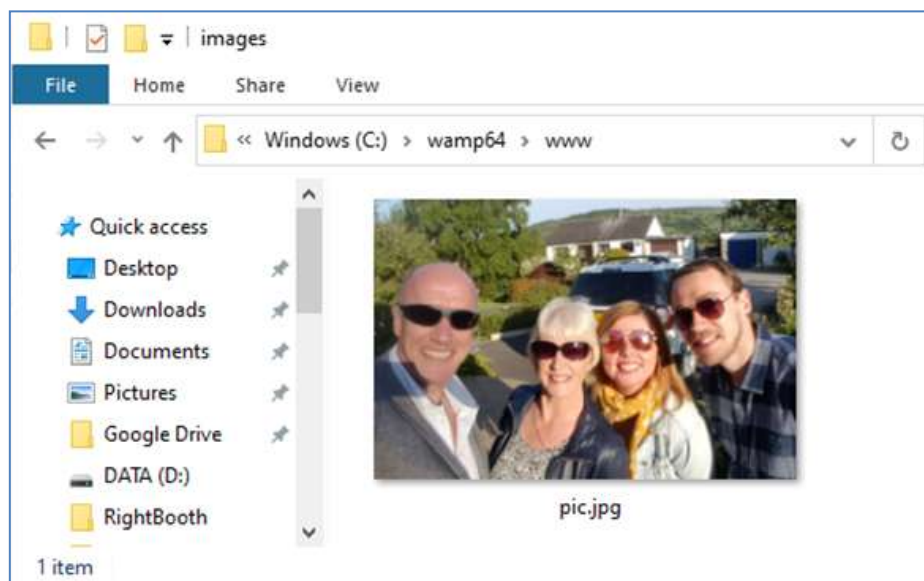 images
File Home Share View
« Windows (C:) > wamp64 > www
Quick access
Desktop
Downloads
Documents
Pictures
Google Drive
DATA (D:)
RightBooth
pic.jpg
1 item